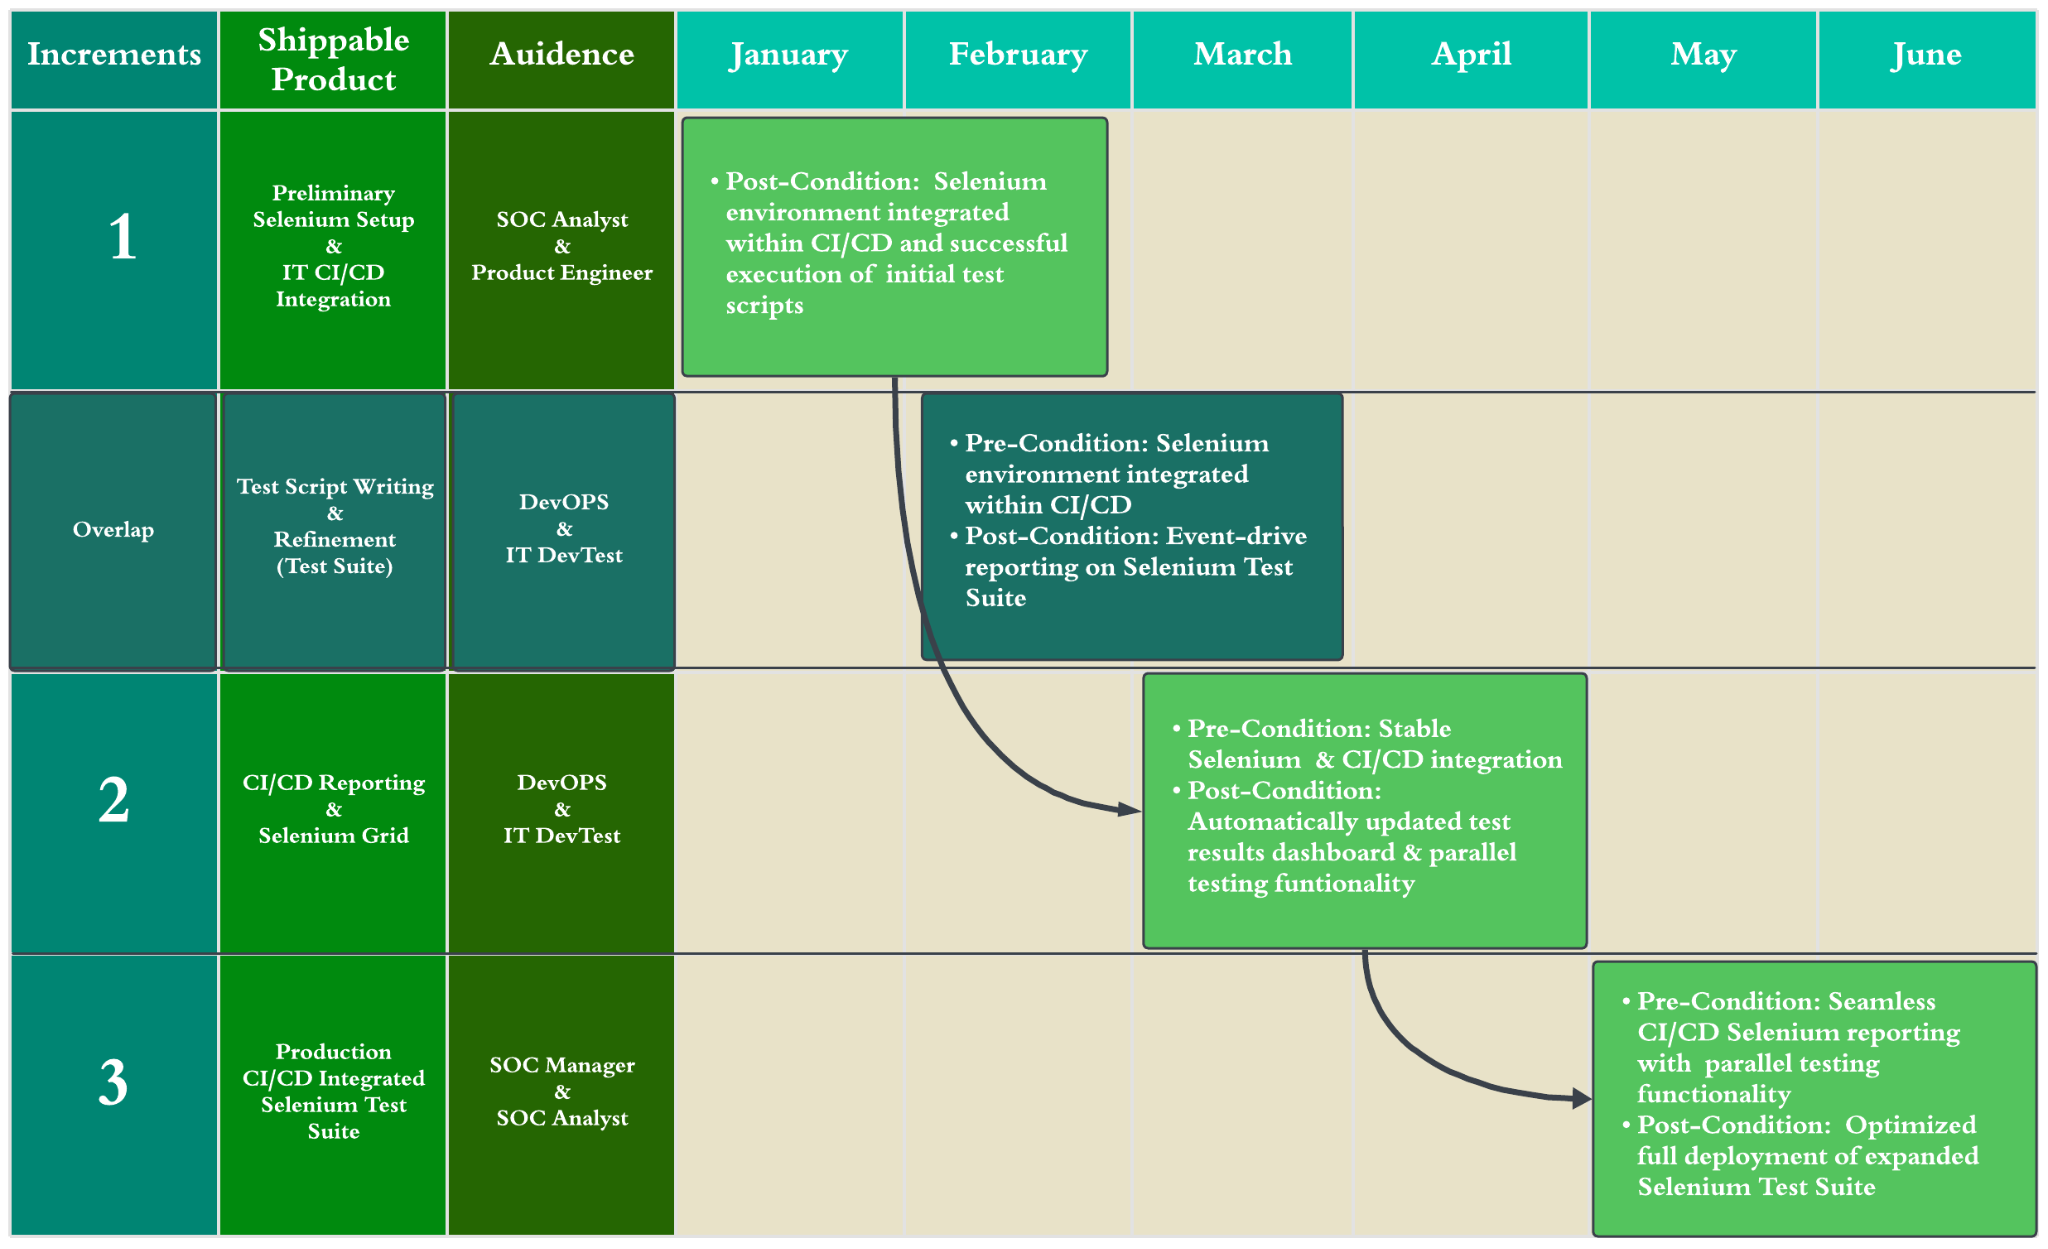 Increments
Shippable
Product
Auidence
January
February
March
April
May
June
1
Preliminary
Selenium Setup
&
IT CI/CD
Integration
SOC Analyst
&
Product Engineer
• Post-Condition: Selenium
environment integrated
within CI/CD and successful
execution of initial test
scripts
Overlap
Test Script Writing
&
Refinement
(Test Suite)
DevOPS
&
IT DevTest
• Pre-Condition: Selenium
environment integrated
within CI/CD
• Post-Condition: Event-drive
reporting on Selenium Test
Suite
2
CI/CD Reporting
&
Selenium Grid
DevOPS
&
IT DevTest
• Pre-Condition: Stable
Selenium & CI/CD integration
• Post-Condition:
Automatically updated test
results dashboard & parallel
testing funtionality
3
Production
CI/CD Integrated
Selenium Test
Suite
SOC Manager
&
SOC Analyst
• Pre-Condition: Seamless
CI/CD Selenium reporting
with parallel testing
functionality
• Post-Condition: Optimized
full deployment of expanded
Selenium Test Suite